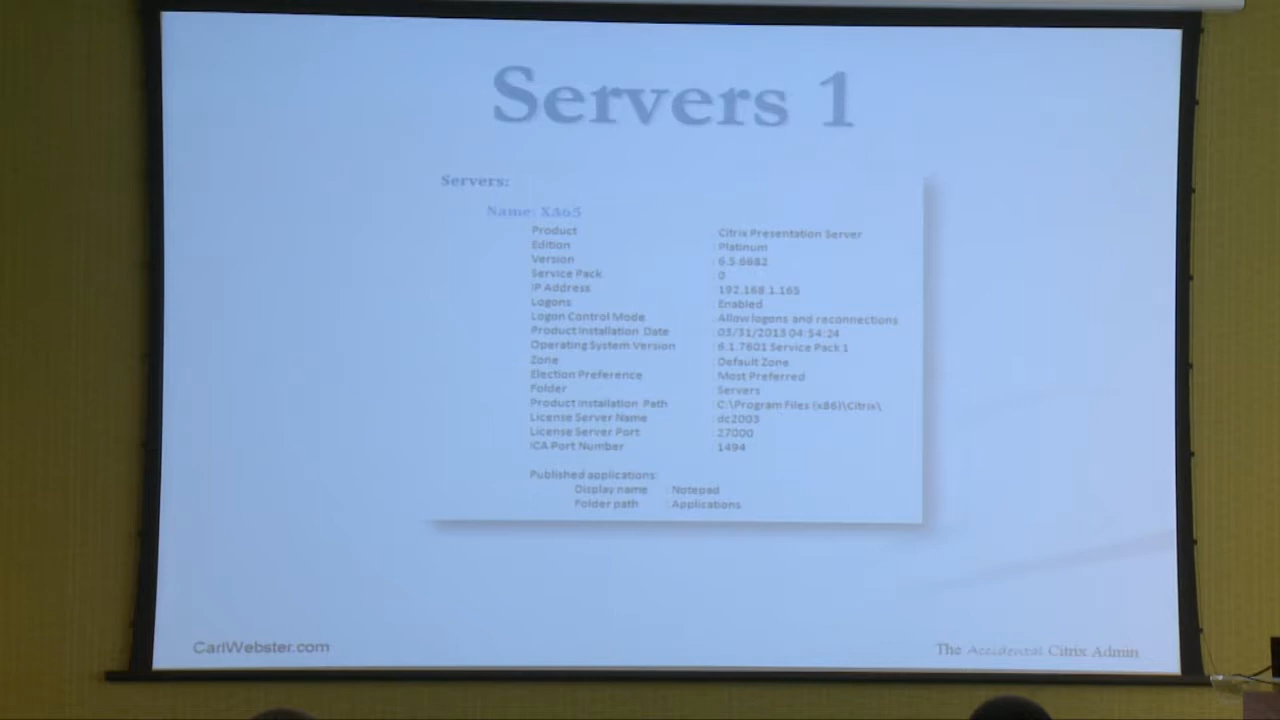 Servers 1
Servers:
Name: XA65
Product Citrix Presentation Server
Edition : Platinum
Version : 6.5.6682
Service Pack : 0
IP Address : 192.168.1.165
Logons : Enabled
Logon Control Mode : Allow logons and reconnections
Product Installation Date : 03/31/2013 04:54:24
Operating System Version : 6.1.7601 Service Pack 1
Zone : Default Zone
Election Preference : Most Preferred
Folder : Servers
Product Installation Path : C:\Program Files (x86)\Citrix\
License Server Name : dc2003
License Server Port : 27000
ICA Port Number : 1494
Published applications:
Display name : Notepad
Folder path : Applications
CarlWebster.com
The Accidental Citrix Admin